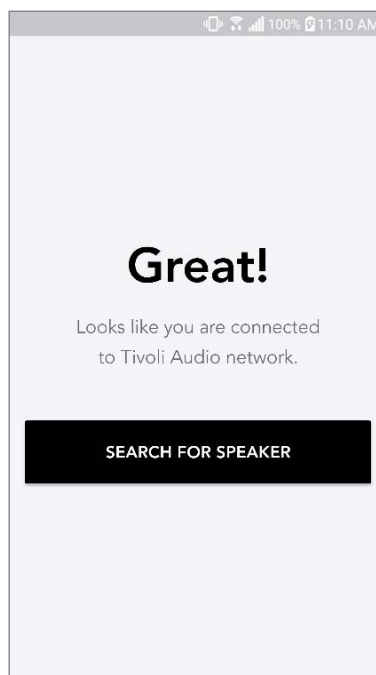 100% 11:10 AM
Great!
Looks like you are connected
to Tivoli Audio network.
SEARCH FOR SPEAKER